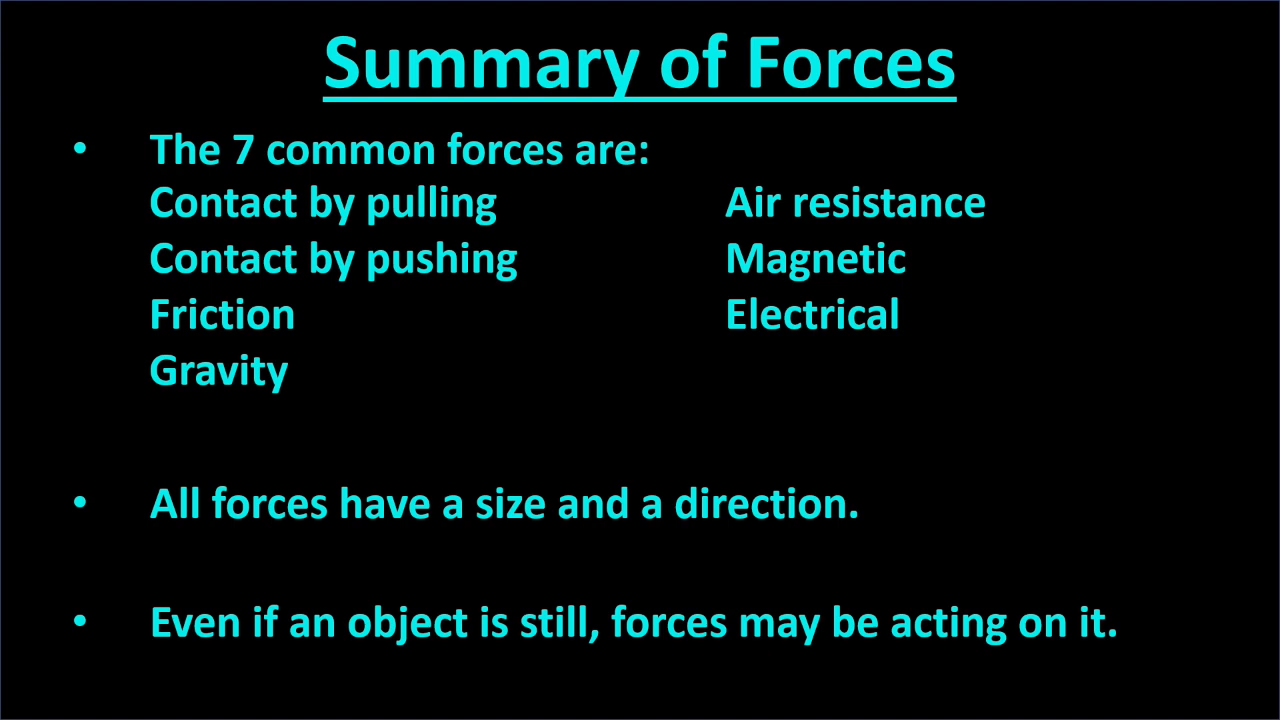 Summary of Forces
• The 7 common forces are:
Contact by pulling Air resistance
Contact by pushing Magnetic
Friction Electrical
Gravity
• All forces have a size and a direction.
• Even if an object is still, forces may be acting on it.